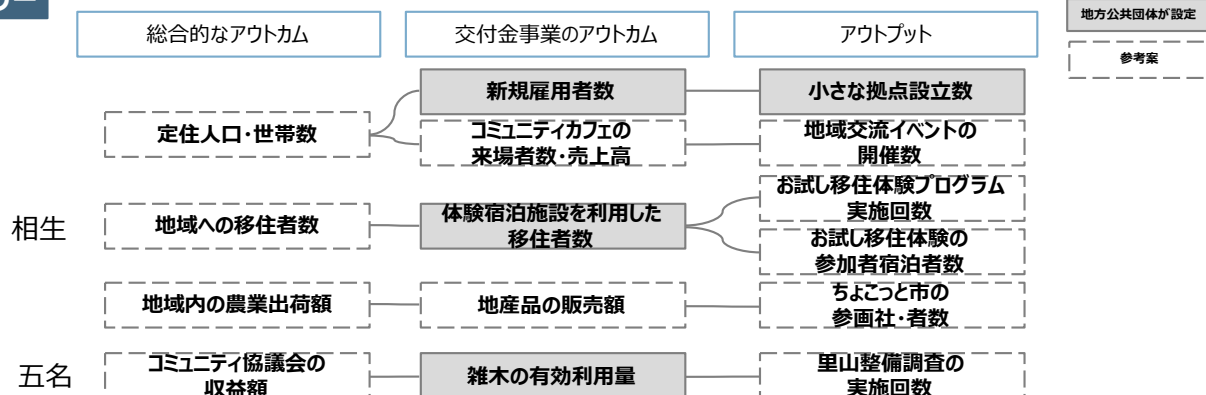 リー
地方公共団体が設定
参考案
総合的なアウトカム
交付金事業のアウトカム
アウトプット
新規雇用者数
小さな拠点設立数
定住人口・世帯数
コミュニティカフェの
来場者数・売上高
地域交流イベントの
開催数
相生
地域への移住者数
体験宿泊施設を利用した
移住者数
お試し移住体験プログラム
実施回数
お試し移住体験の
参加者宿泊者数
地域内の農業出荷額
地産品の販売額
ちょこっと市の
参画社・者数
五名
コミュニティ協議会の
収益額
雑木の有効利用量
里山整備調査の
実施回数